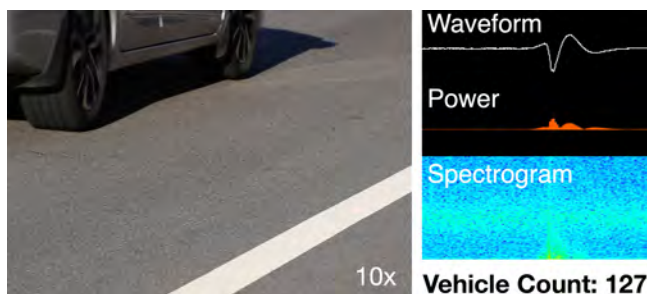 Waveform
Power
Spectrogram
10x
Vehicle Count: 127